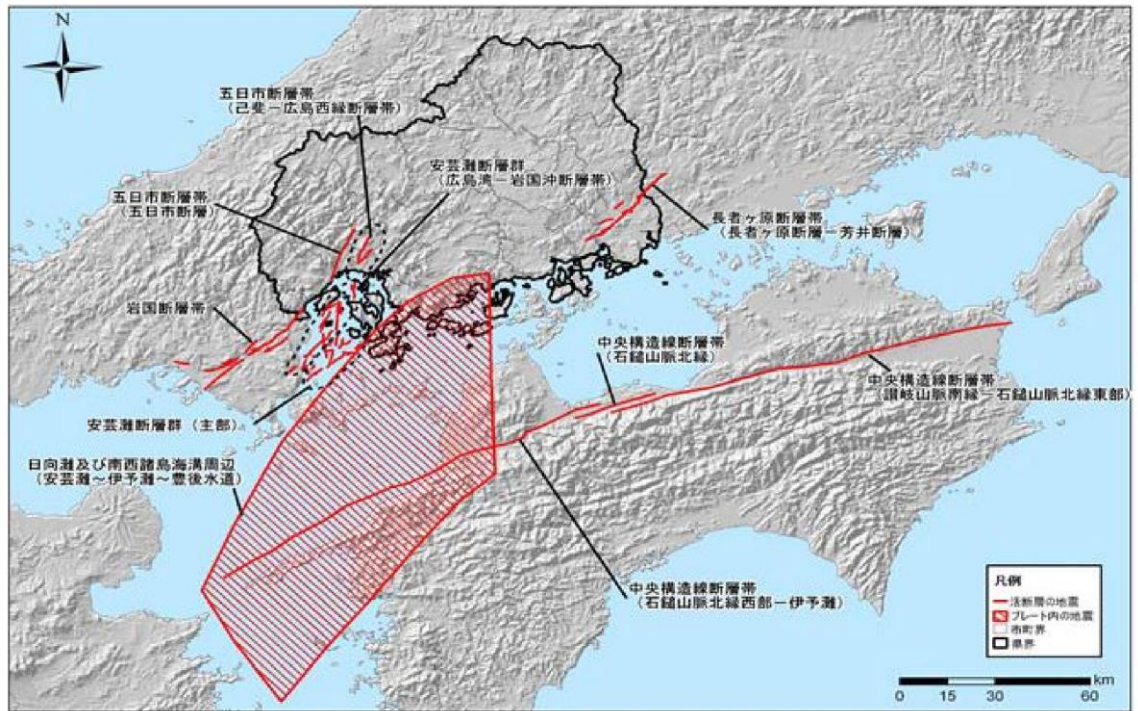 N
五日市断層帯
（己斐－広島西縁断層帯）
安芸灘断層群
（広島湾－岩国沖断層帯）
五日市断層帯
（五日市断層）
長者ヶ原断層帯
（長者ヶ原断層－芳井断層）
岩国断層帯
中央構造線断層帯
（石鎚山脈北縁）
中央構造線断層帯
（讃岐山脈南縁－石鎚山脈北縁東部）
安芸灘断層群（主部）
日向灘及び南西諸島海溝周辺
（安芸灘～伊予灘～豊後水道）
中央構造線断層帯
（石鎚山脈北縁西部－伊予灘）
凡例
活断層の地震
プレート内の地震
市町界
県界
km
0 15 30 60